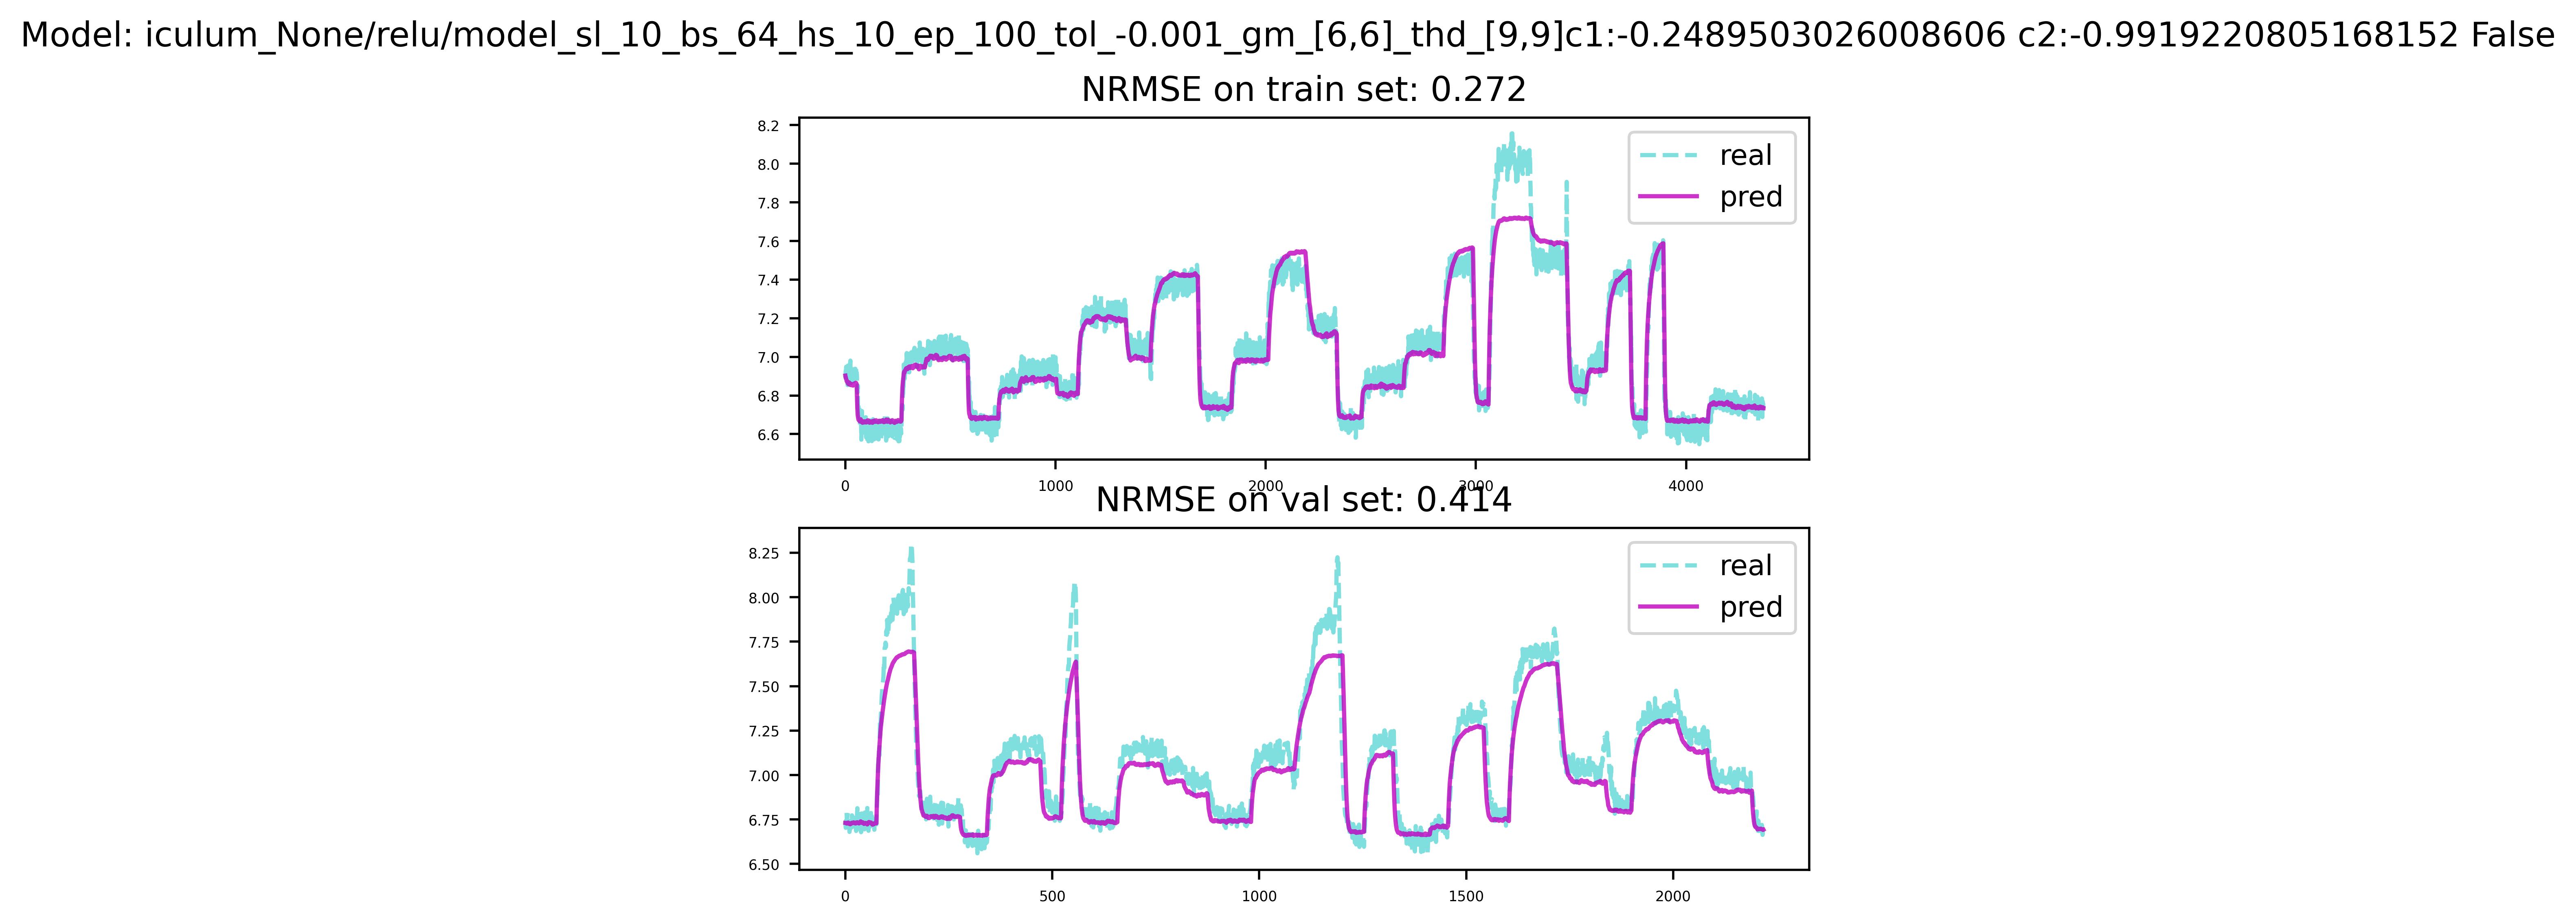 Model: iculum_None/relu/model_sl_10_bs_64_hs_10_ep_100_tol_-0.001_gm_[6,6]_thd_[9,9]c1:-0.2489503026008606 c2:-0.9919220805168152 False
NRMSE on train set: 0.272
8.2
8.0
7.8
7.6
7.4
7.2
7.0
6.8
6.6
real
pred
0 1000 2000 3000 4000
NRMSE on val set: 0.414
8.25
8.00
7.75
7.50
7.25
7.00
6.75
6.50
real
pred
0 500 1000 1500 2000